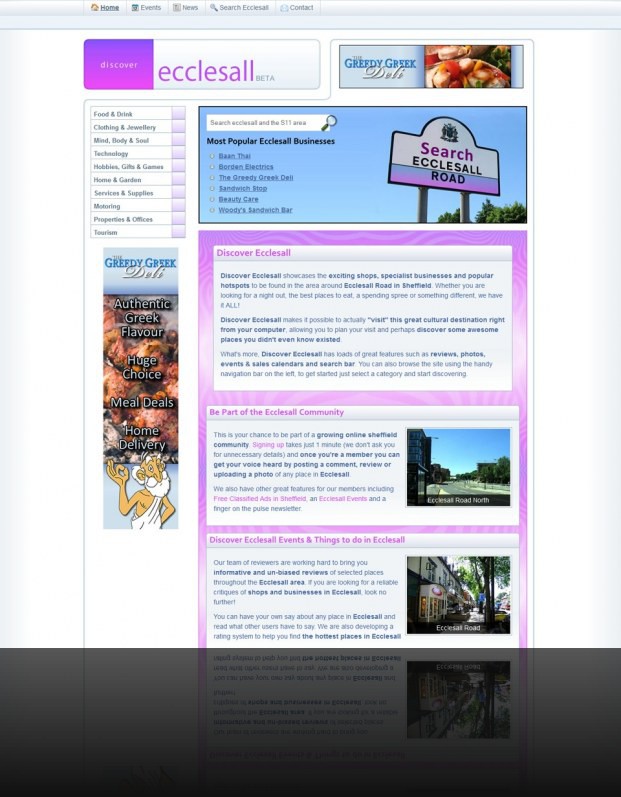 Home Events News Search Ecclesall Contact
discover
ecclesall BETA
THE
GREEDY GREEK
Deli
Food & Drink
Clothing & Jewellery
Mind, Body & Soul
Technology
Hobbies, Gifts & Games
Home & Garden
Services & Supplies
Motoring
Properties & Offices
Tourism
Search ecclesall and the S11 area
Most Popular Ecclesall Businesses
Baan Thai
Borden Electrics
The Greedy Greek Deli
Sandwich Stop
Beauty Care
Woody's Sandwich Bar
Search
ECCLESALL
ROAD
THE
GREEDY GREEK
Deli
Authentic
Greek
Flavour
Huge
Choice
Meal Deals
Home
Delivery
Discover Ecclesall
Discover Ecclesall showcases the exciting shops, specialist businesses and popular
hotspots to be found in the area around Ecclesall Road in Sheffield. Whether you are
looking for a night out, the best places to eat, a spending spree or something different, we have
it ALL!
Discover Ecclesall makes it possible to actually "visit" this great cultural destination right
from your computer, allowing you to plan your visit and perhaps discover some awesome
places you didn't even know existed.
What's more, Discover Ecclesall has loads of great features such as reviews, photos,
events & sales calendars and search bar. You can also browse the site using the handy
navigation bar on the left, to get started just select a category and start discovering.
Be Part of the Ecclesall Community
This is your chance to be part of a growing online sheffield
community. Signing up takes just 1 minute (we don't ask you
for unnecessary details) and once you're a member you can
get your voice heard by posting a comment, review or
uploading a photo of any place in Ecclesall.
We also have other great features for our members including
Free Classified Ads in Sheffield, an Ecclesall Events and a
finger on the pulse newsletter.
Ecclesall Road North
Discover Ecclesall Events & Things to do in Ecclesall
Our team of reviewers are working hard to bring you
informative and un-biased reviews of selected places
throughout the Ecclesall area. If you are looking for a reliable
critiques of shops and businesses in Ecclesall, look no
further!
You can have your own say about any place in Ecclesall and
read what other users have to say. We are also developing a
rating system to help you find the hottest places in Ecclesall
Ecclesall Road